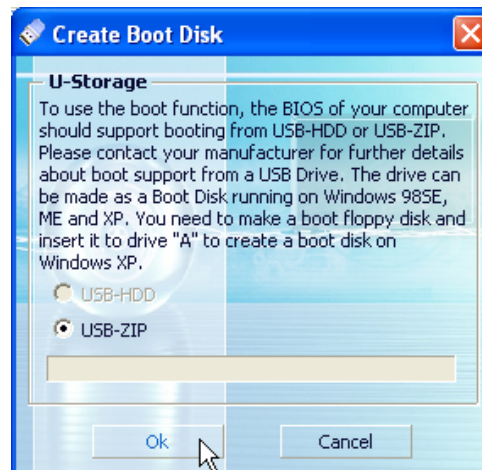 Create Boot Disk
U-Storage
To use the boot function, the BIOS of your computer
should support booting from USB-HDD or USB-ZIP.
Please contact your manufacturer for further details
about boot support from a USB Drive. The drive can
be made as a Boot Disk running on Windows 98SE,
ME and XP. You need to make a boot floppy disk and
insert it to drive "A" to create a boot disk on
Windows XP.
USB-HDD
USB-ZIP
Ok
Cancel